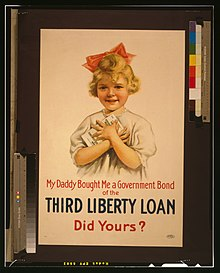 My Daddy Bought Me a Government Bond
of the
THIRD LIBERTY LOAN
Did Yours?